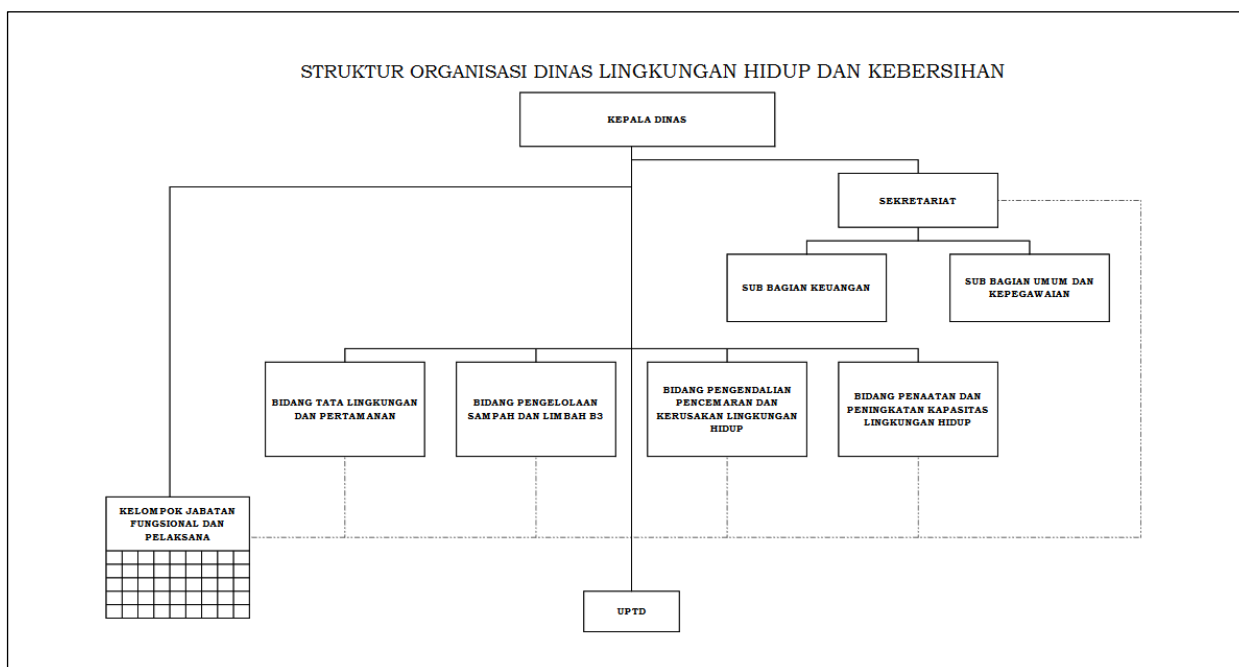 STRUKTUR ORGANISASI DINAS LINGKUNGAN HIDUP DAN KEBERSIHAN
KEPALA DINAS
SEKRETARIAT
SUB BAGIAN KEUANGAN
SUB BAGIAN UMUM DAN
KEPEGAWAIAN
BIDANG TATA LINGKUNGAN
DAN PERTAMANAN
BIDANG PENGELOLAAN
SAMPAH DAN LIMBAH B3
BIDANG PENGENDALIAN
PENCEMARAN DAN
KERUSAKAN LINGKUNGAN
HIDUP
BIDANG PENAATAN DAN
PENINGKATAN KAPASITAS
LINGKUNGAN HIDUP
KELOMPOK JABATAN
FUNGSIONAL DAN
PELAKSANA
UPTD